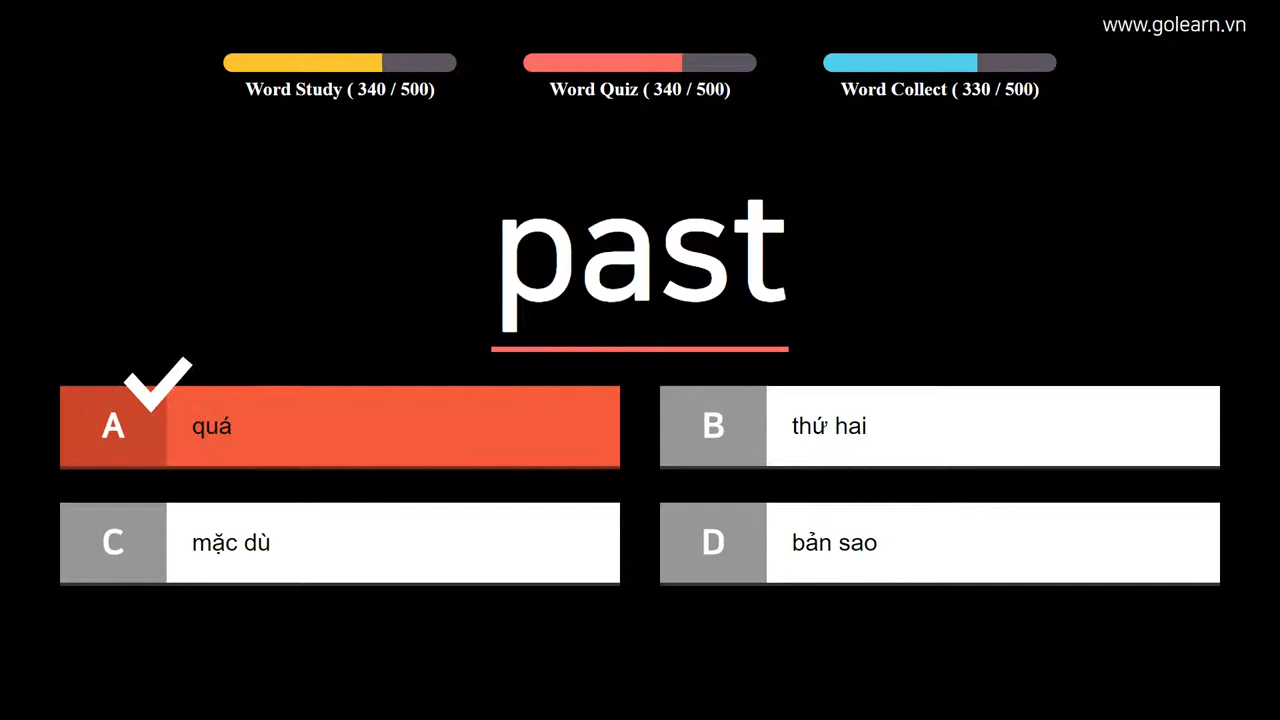 www.golearn.vn
Word Study ( 340 / 500)
Word Quiz ( 340 / 500)
Word Collect ( 330 / 500)
past
A quá
B thứ hai
C mặc dù
D bản sao